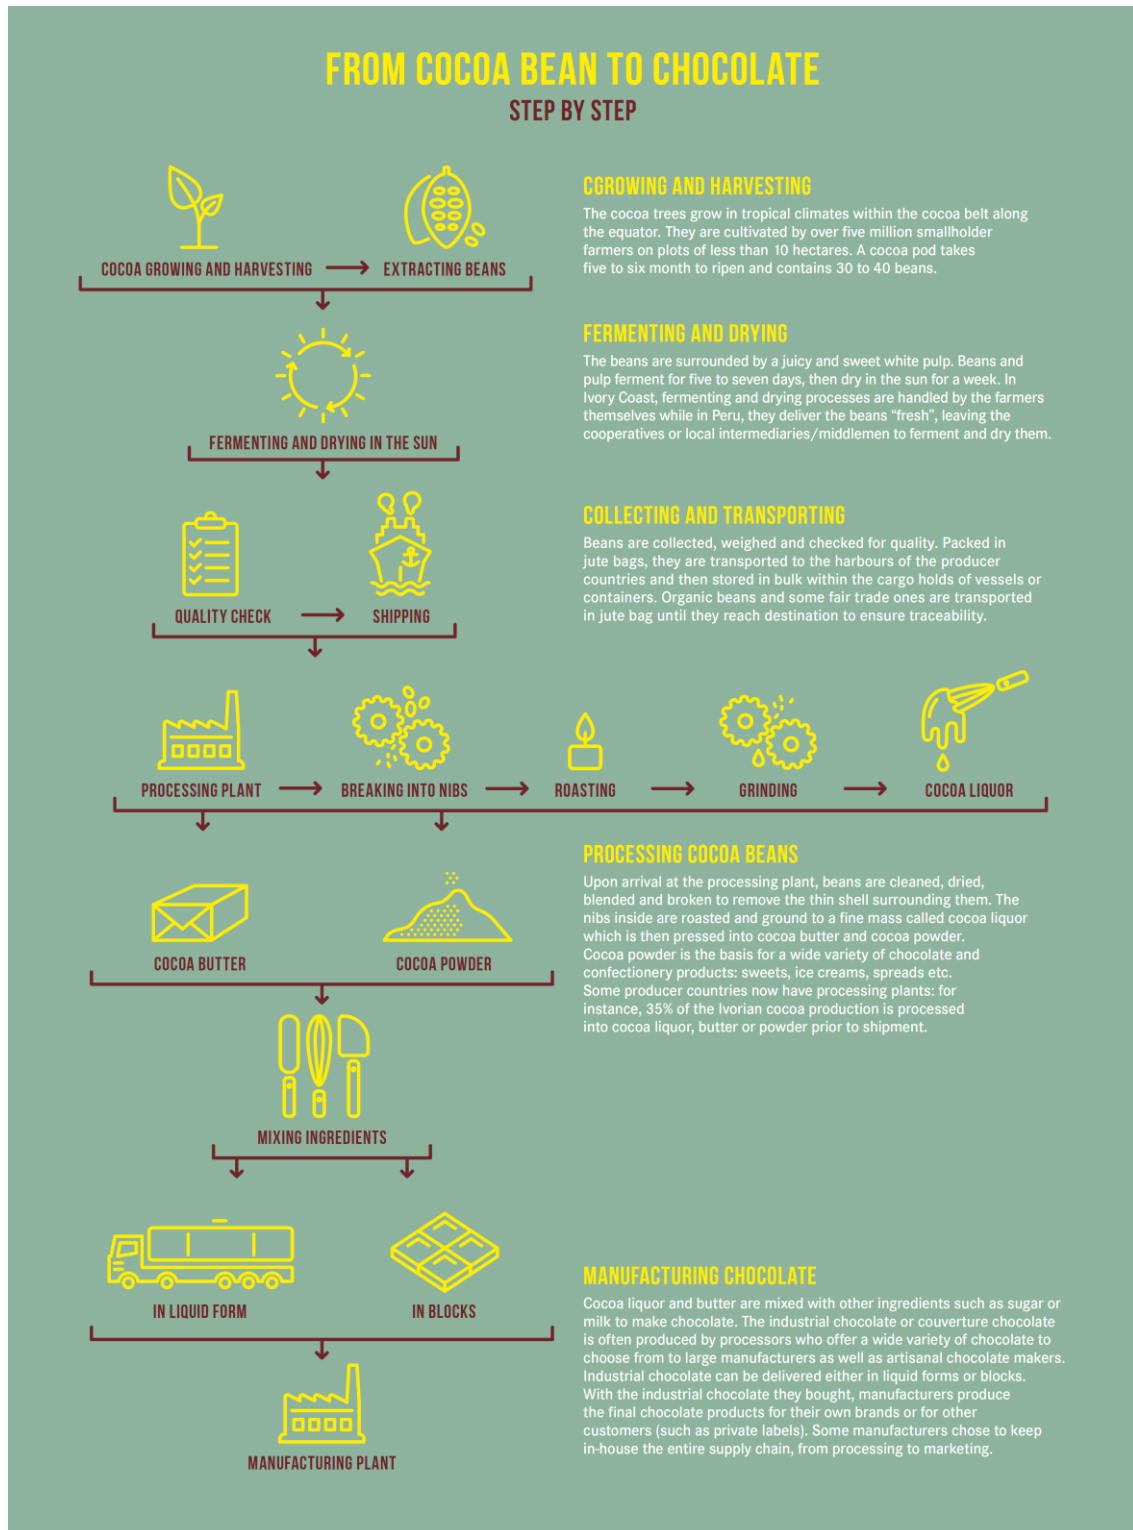 FROM COCOA BEAN TO CHOCOLATE
STEP BY STEP
COCOA GROWING AND HARVESTING
EXTRACTING BEANS
CGROWING AND HARVESTING
The cocoa trees grow in tropical climates within the cocoa belt along
the equator. They are cultivated by over five million smallholder
farmers on plots of less than 10 hectares. A cocoa pod takes
five to six month to ripen and contains 30 to 40 beans.
FERMENTING AND DRYING IN THE SUN
FERMENTING AND DRYING
The beans are surrounded by a juicy and sweet white pulp. Beans and
pulp ferment for five to seven days, then dry in the sun for a week. In
Ivory Coast, fermenting and drying processes are handled by the farmers
themselves while in Peru, they deliver the beans “fresh”, leaving the
cooperatives or local intermediaries/middlemen to ferment and dry them.
QUALITY CHECK
SHIPPING
COLLECTING AND TRANSPORTING
Beans are collected, weighed and checked for quality. Packed in
jute bags, they are transported to the harbours of the producer
countries and then stored in bulk within the cargo holds of vessels or
containers. Organic beans and some fair trade ones are transported
in jute bag until they reach destination to ensure traceability.
PROCESSING PLANT
BREAKING INTO NIBS
ROASTING
GRINDING
COCOA LIQUOR
COCOA BUTTER
COCOA POWDER
PROCESSING COCOA BEANS
Upon arrival at the processing plant, beans are cleaned, dried,
blended and broken to remove the thin shell surrounding them. The
nibs inside are roasted and ground to a fine mass called cocoa liquor
which is then pressed into cocoa butter and cocoa powder.
Cocoa powder is the basis for a wide variety of chocolate and
confectionery products: sweets, ice creams, spreads etc.
Some producer countries now have processing plants: for
instance, 35% of the Ivorian cocoa production is processed
into cocoa liquor, butter or powder prior to shipment.
MIXING INGREDIENTS
IN LIQUID FORM
IN BLOCKS
MANUFACTURING PLANT
MANUFACTURING CHOCOLATE
Cocoa liquor and butter are mixed with other ingredients such as sugar or
milk to make chocolate. The industrial chocolate or couverture chocolate
is often produced by processors who offer a wide variety of chocolate to
choose from to large manufacturers as well as artisanal chocolate makers.
Industrial chocolate can be delivered either in liquid forms or blocks.
With the industrial chocolate they bought, manufacturers produce
the final chocolate products for their own brands or for other
customers (such as private labels). Some manufacturers chose to keep
in-house the entire supply chain, from processing to marketing.